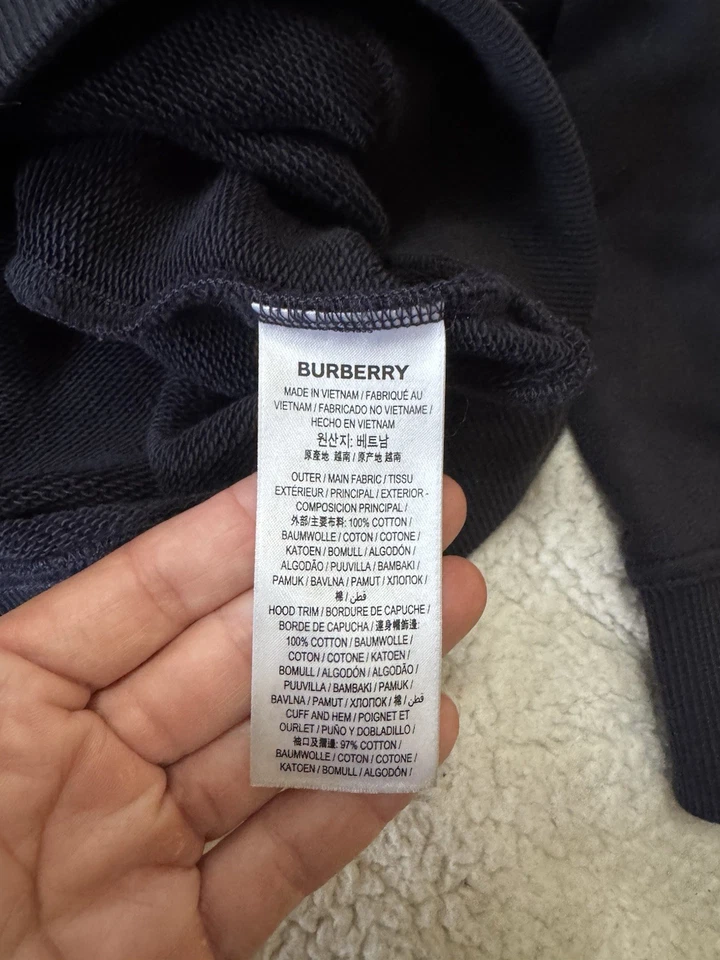 BURBERRY
MADE IN VIETNAM / FABRIQUÉ AU
VIETNAM / FABRICADO NO VIETNAME /
HECHO EN VIETNAM
원산지: 베트남
原產地 越南 / 原产地 越南
OUTER / MAIN FABRIC / TISSU
EXTÉRIEUR / PRINCIPAL / EXTERIOR -
COMPOSICION PRINCIPAL /
外部/主要布料: 100% COTTON /
BAUMWOLLE / COTON / COTONE /
KATOEN / BOMULL / ALGODÓN /
ALGODÃO / PUUVILLA / BAMBAKI /
PAMUK / BAVLNA / PAMUT / ХЛОПОК /
棉 / قطن /
HOOD TRIM / BORDURE DE CAPUCHE /
BORDE DE CAPUCHA / 連身帽飾邊:
100% COTTON / BAUMWOLLE /
COTON / COTONE / KATOEN /
BOMULL / ALGODÓN / ALGODÃO /
PUUVILLA / BAMBAKI / PAMUK /
BAVLNA / PAMUT / ХЛОПОК / 棉 / قطن
CUFF AND HEM / POIGNET ET
OURLET / PUÑO Y DOBLADILLO /
袖口及摺邊: 97% COTTON /
BAUMWOLLE / COTON / COTONE /
KATOEN / BOMULL / ALGODÓN /